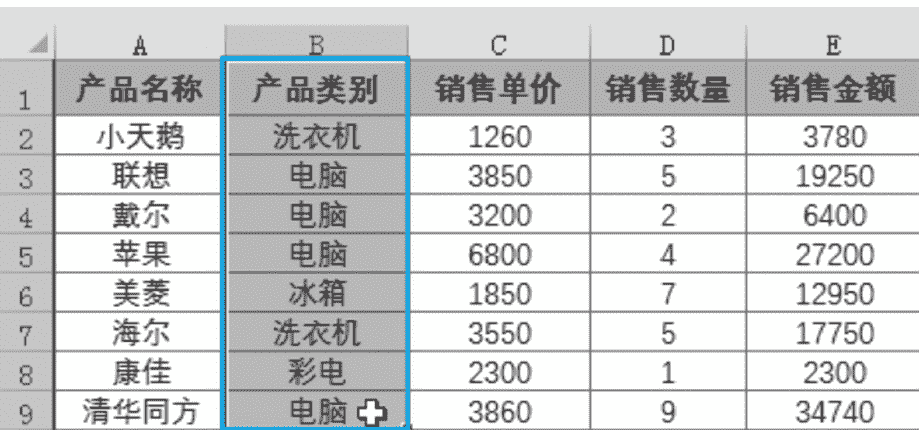 A B C D E
1 产品名称 产品类别 销售单价 销售数量 销售金额
2 小天鹅 洗衣机 1260 3 3780
3 联想 电脑 3850 5 19250
4 戴尔 电脑 3200 2 6400
5 苹果 电脑 6800 4 27200
6 美菱 冰箱 1850 7 12950
7 海尔 洗衣机 3550 5 17750
8 康佳 彩电 2300 1 2300
9 清华同方 电脑 3860 9 34740